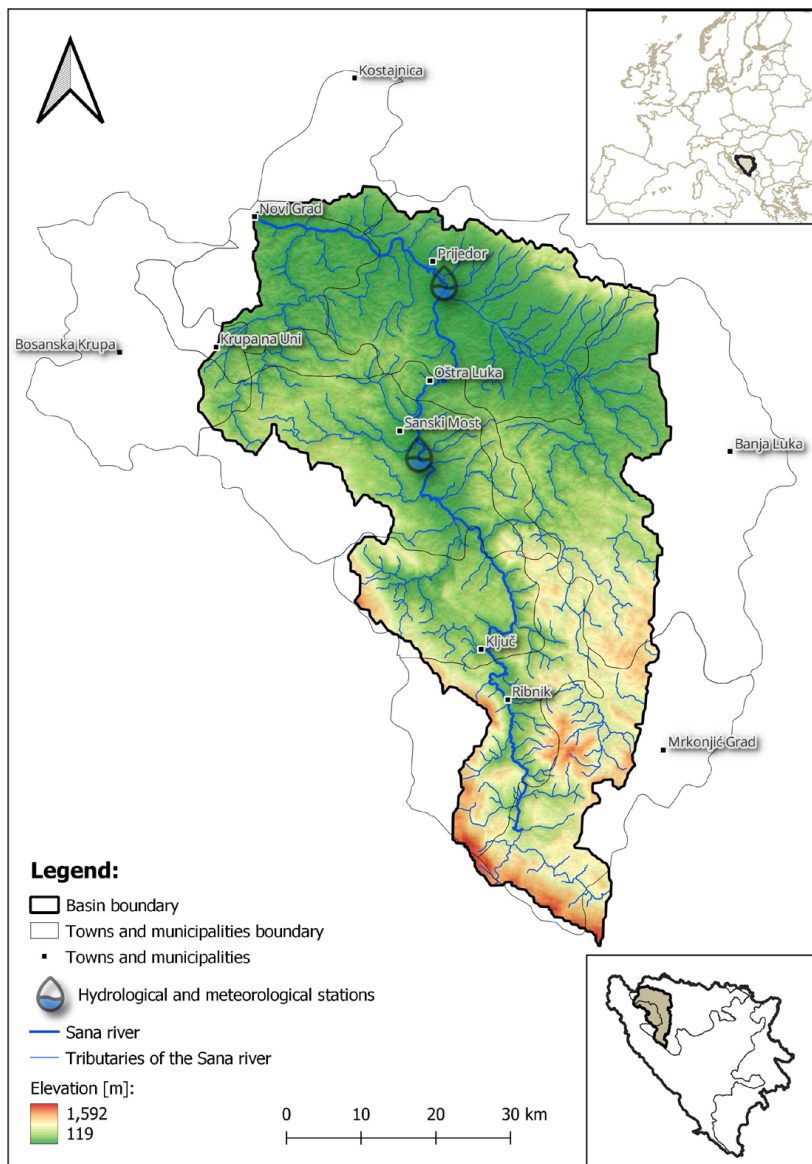 Kostajnica
Novi Grad
Prijedor
Bosanska Krupa
Krupa na Uni
Oštra Luka
Sanski Most
Banja Luka
Ključ
Ribnik
Mrkonjić Grad
Legend:
Basin boundary
Towns and municipalities boundary
Towns and municipalities
Hydrological and meteorological stations
Sana river
Tributaries of the Sana river
Elevation [m]:
1,592
119
0 10 20 30 km